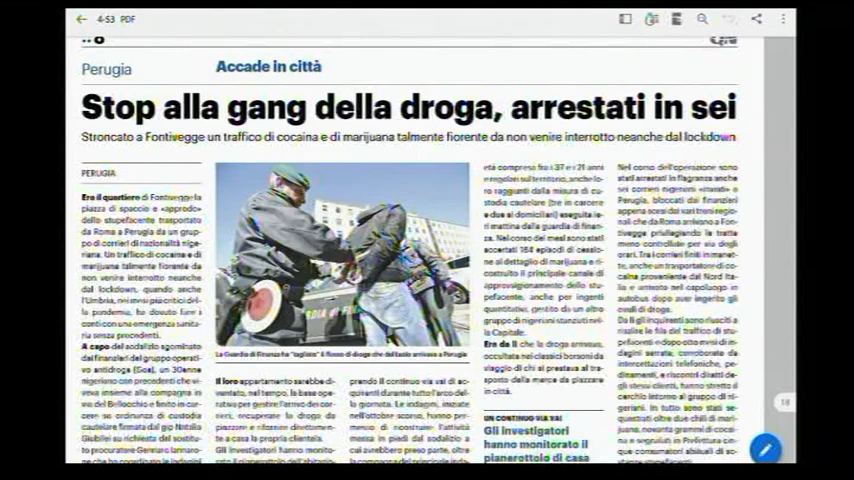 4-S3 PDF
Perugia
Accade in città
Stop alla gang della droga, arrestati in sei
Stroncato a Fontivegge un traffico di cocaina e di marijuana talmente fiorente da non venire interrotto neanche dal lockdown
PERUGIA
Era il quartiere di Fontivegge la
piazza di spaccio e «approdo»
dello stupefacente trasportato
da Roma a Perugia da un grup-
po di corrieri di nazionalità nige-
riana. Un traffico di cocaina e di
marijuana talmente fiorente da
non venire interrotto neanche
dal lockdown, quando anche
l'Umbria, nei mesi più critici del-
la pandemia, ha dovuto fare i
conti con una emergenza sanita-
ria senza precedenti.
A capo del sodalizio sgominato
dai finanzieri del gruppo operati-
vo antidroga (Goa), un 30enne
nigeriano con precedenti che vi-
veva insieme alla compagna in
via del Bellocchio e finito in car-
cere su ordinanza di custodia
cautelare firmata dal gip Natalia
Giubilei su richiesta del sostitu-
to procuratore Gennaro Iannaro-
La Guardia di Finanza ha "tagliato" il flusso di droga che dal Lazio arrivava a Perugia
Il loro appartamento sarebbe di-
ventato, nel tempo, la base ope-
rativa per gestire l'arrivo dei cor-
rieri, recuperare la droga da
piazzare e rifornire direttamen-
te a casa la propria clientela.
Gli investigatori hanno monito-
prendo il continuo via vai di ac-
quirenti durante tutto l'arco del-
la giornata. Le indagini, iniziate
nell'ottobre scorso, hanno per-
messo di ricostruire l'attività
messa in piedi dal sodalizio a
cui avrebbero preso parte, oltre
età compresa fra i 37 e i 21 anni
e regolari sul territorio, anche lo-
ro raggiunti dalla misura di cu-
stodia cautelare (tre in carcere
e due ai domiciliari) eseguita ie-
ri mattina dalla guardia di finan-
za. Nel corso dei mesi sono stati
accertati 164 episodi di cessio-
ne al dettaglio di marijuana e ri-
costruito il principale canale di
approvvigionamento dello stu-
pefacente, anche per ingenti
quantitativi, gestito da un altro
gruppo di nigeriani stanziati nel-
la Capitale.
Era da lì che la droga arrivava,
occultata nei classici borsoni da
viaggio di chi si prestava al tra-
sporto della merce da piazzare
in città.
UN CONTINUO VIA VAI
Gli investigatori
hanno monitorato il
pianerottolo di casa
Nel corso dell'operazione sono
stati arrestati in flagranza anche
sei corrieri nigeriani «inviati» a
Perugia, bloccati dai finanzieri
appena scesi dai vari treni regio-
nali che da Roma arrivano a Fon-
tivegge privilegiando le tratte
meno controllate per via degli
orari. Tra i corrieri finiti in manet-
te, anche un trasportatore di co-
caina proveniente dal Nord Ita-
lia e arrivato nel capoluogo in
autobus dopo aver ingerito gli
ovuli di droga.
Da lì gli inquirenti sono riusciti a
risalire le fila del traffico di stu-
pefacenti e dopo otto mesi di in-
dagini serrate, corroborate da
intercettazioni telefoniche, pe-
dinamenti, e riscontri dilatti da-
gli stessi clienti, hanno stretto il
cerchio intorno al gruppo di ni-
geriani. In tutto sono stati se-
questrati oltre due chili di mari-
juana, novanta grammi di cocai-
na e segnalati in Prefettura cin-
que consumatori abituali di so-
18